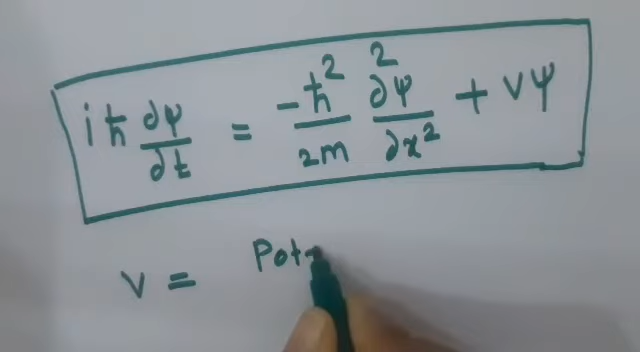 iħ ∂ψ/∂t = -ħ²/2m ∂²ψ/∂x² + Vψ
V = Pot